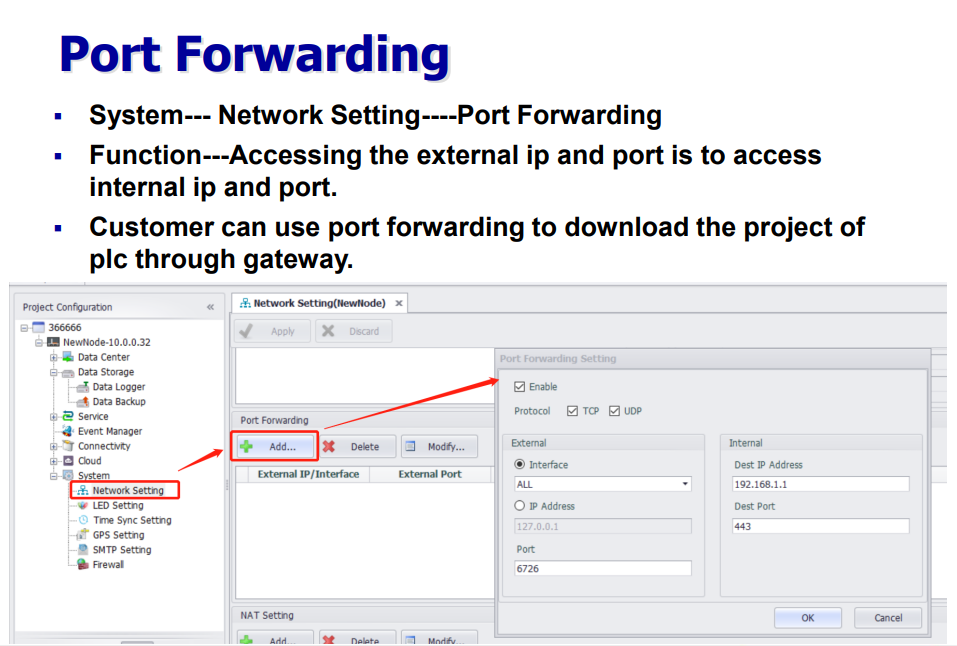 Port Forwarding
System--- Network Setting----Port Forwarding
Function---Accessing the external ip and port is to access
internal ip and port.
Customer can use port forwarding to download the project of
plc through gateway.
Project Configuration «
366666
NewNode-10.0.0.32
Data Center
Data Storage
Data Logger
Data Backup
Service
Event Manager
Connectivity
Cloud
System
Network Setting
LED Setting
Time Sync Setting
GPS Setting
SMTP Setting
Firewall
Network Setting(NewNode) ×
Apply Discard
Port Forwarding
Add... Delete Modify...
External IP/Interface External Port
NAT Setting
Add... Delete Modify...
Port Forwarding Setting
Enable
Protocol TCP UDP
External
Interface
ALL
IP Address
127.0.0.1
Port
6726
Internal
Dest IP Address
192.168.1.1
Dest Port
443
OK Cancel